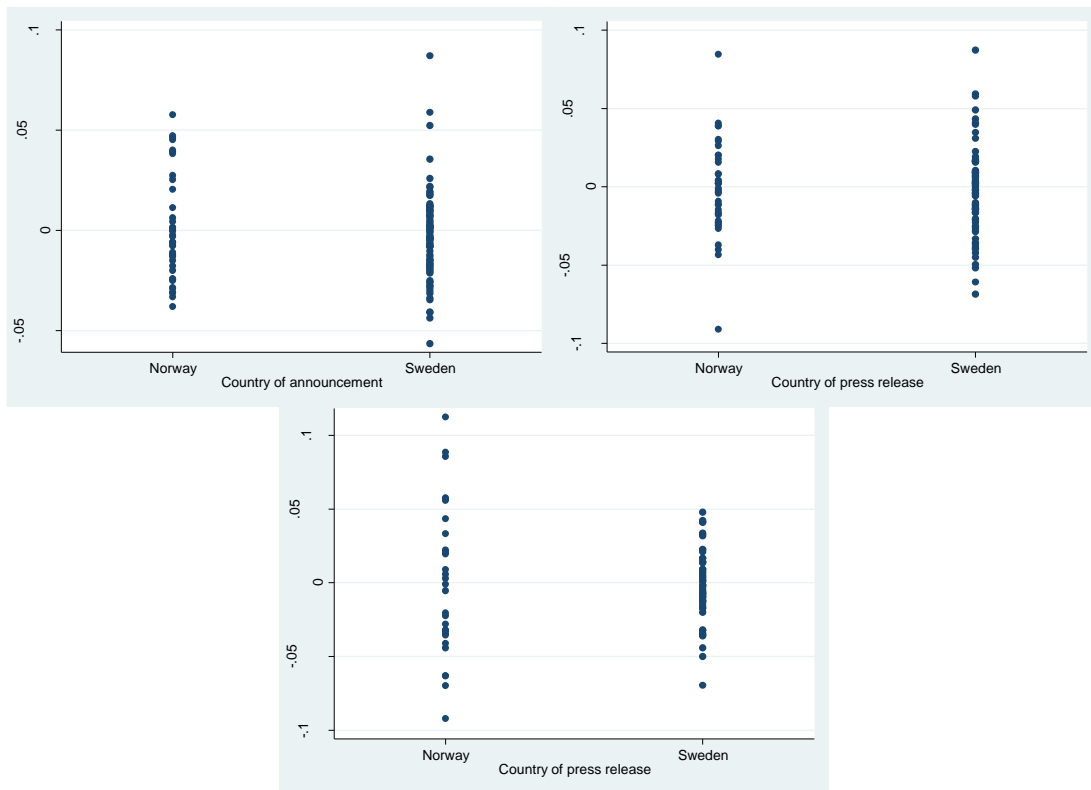 .1
.05
0
-.05
Norway Sweden
Country of announcement
.1
.05
0
-.05
-.1
Norway Sweden
Country of press release
.1
.05
0
-.05
-.1
Norway Sweden
Country of press release